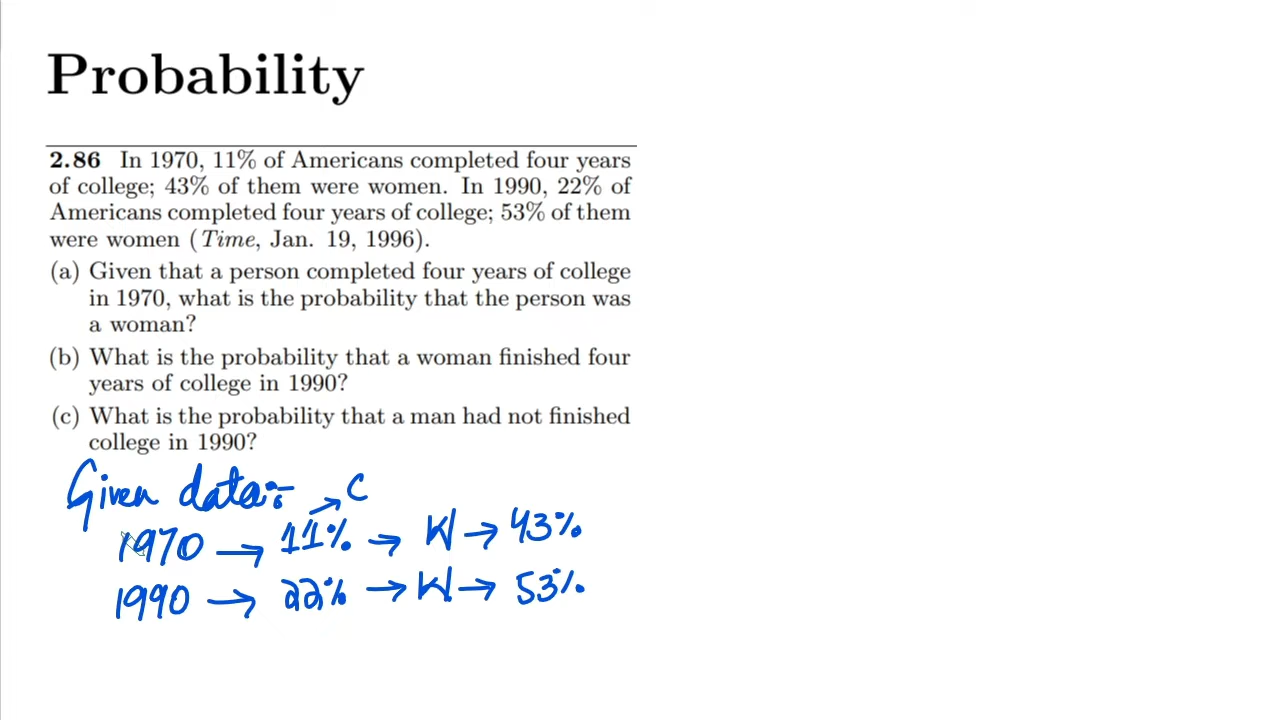 Probability
2.86 In 1970, 11% of Americans completed four years
of college; 43% of them were women. In 1990, 22% of
Americans completed four years of college; 53% of them
were women (Time, Jan. 19, 1996).
(a) Given that a person completed four years of college
in 1970, what is the probability that the person was
a woman?
(b) What is the probability that a woman finished four
years of college in 1990?
(c) What is the probability that a man had not finished
college in 1990?
Given data:-
→ C
1970 → 11% → W → 43%
1990 → 22% → W → 53%